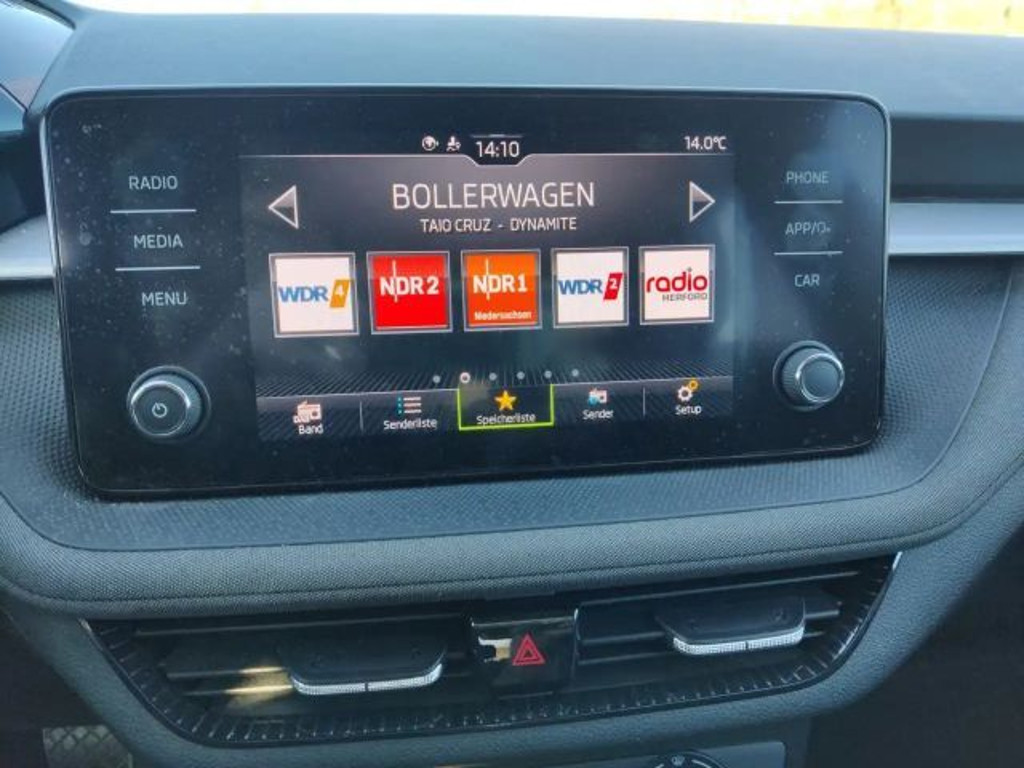 14:10
14.0°C
RADIO
MEDIA
MENU
BOLLERWAGEN
TAIO CRUZ - DYNAMITE
WDR 4
NDR 2
NDR 1
Niedersachsen
WDR 2
radio
HERFORD
Band
Senderliste
Speicherliste
Sender
Setup
PHONE
APP/
CAR